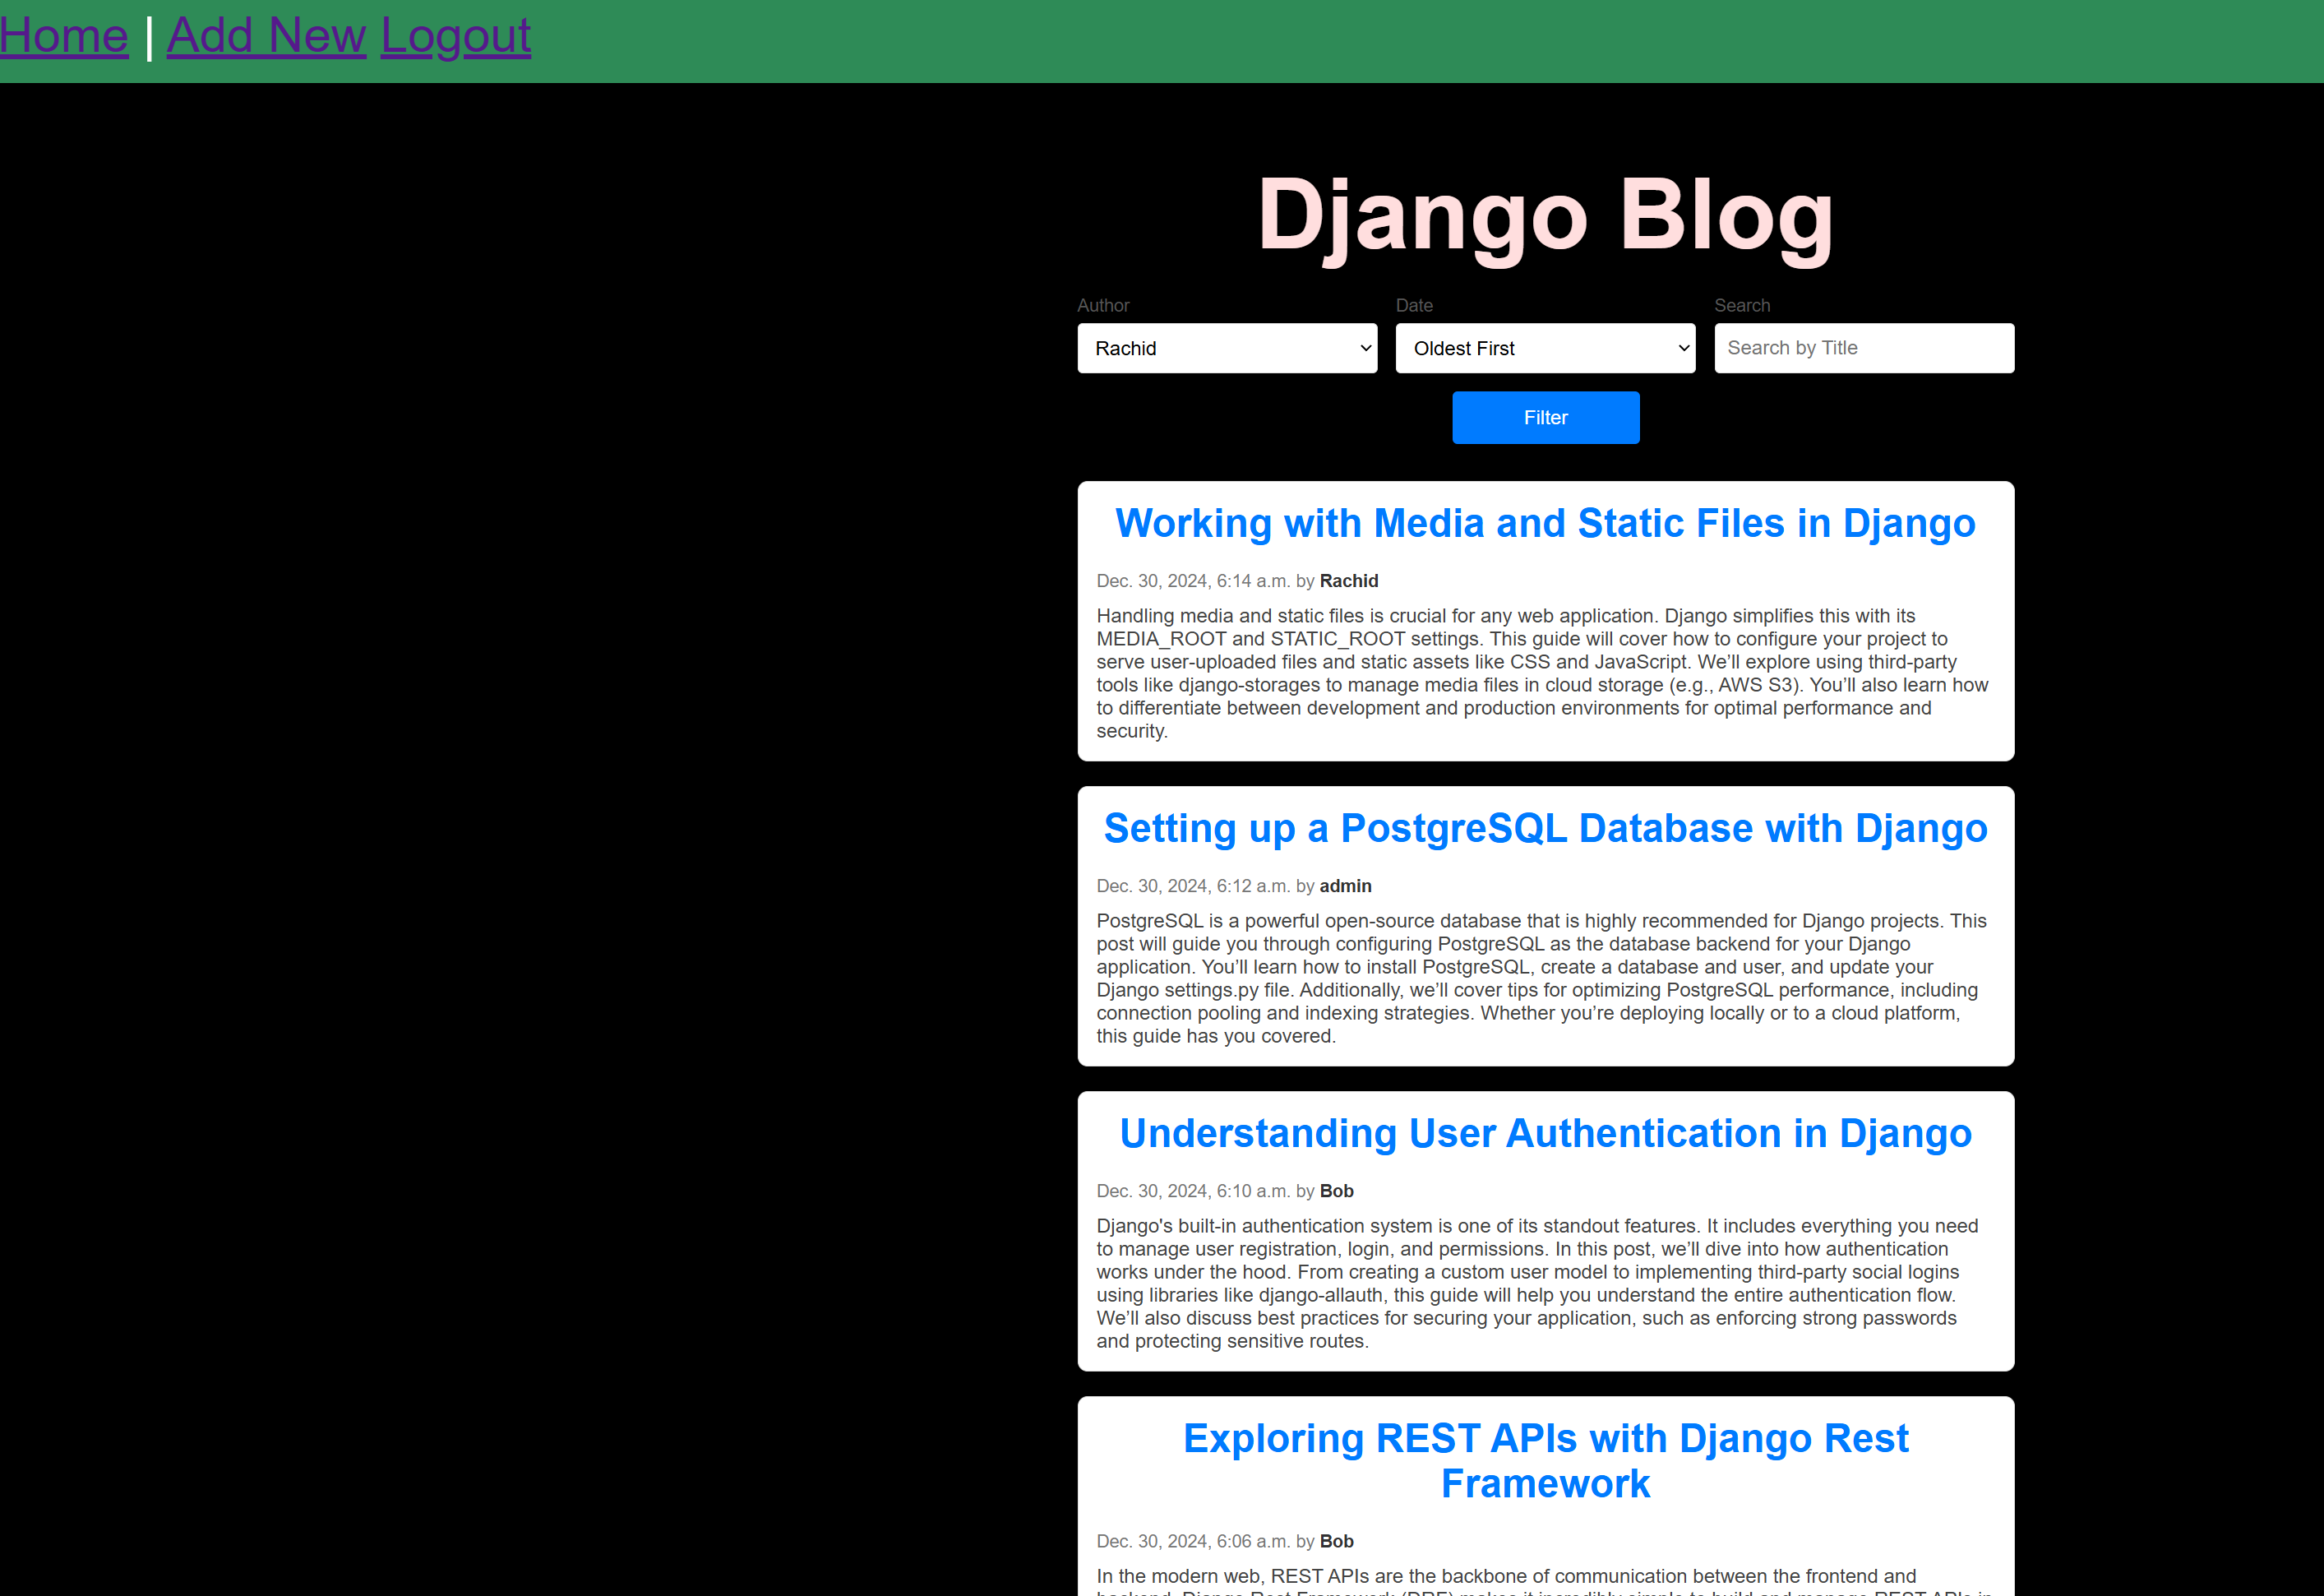 Home | Add New Logout
Django Blog
Author Date Search
Rachid Oldest First Search by Title
Filter
Working with Media and Static Files in Django
Dec. 30, 2024, 6:14 a.m. by Rachid
Handling media and static files is crucial for any web application. Django simplifies this with its
MEDIA_ROOT and STATIC_ROOT settings. This guide will cover how to configure your project to
serve user-uploaded files and static assets like CSS and JavaScript. We’ll explore using third-party
tools like django-storages to manage media files in cloud storage (e.g., AWS S3). You’ll also learn how
to differentiate between development and production environments for optimal performance and
security.
Setting up a PostgreSQL Database with Django
Dec. 30, 2024, 6:12 a.m. by admin
PostgreSQL is a powerful open-source database that is highly recommended for Django projects. This
post will guide you through configuring PostgreSQL as the database backend for your Django
application. You’ll learn how to install PostgreSQL, create a database and user, and update your
Django settings.py file. Additionally, we’ll cover tips for optimizing PostgreSQL performance, including
connection pooling and indexing strategies. Whether you’re deploying locally or to a cloud platform,
this guide has you covered.
Understanding User Authentication in Django
Dec. 30, 2024, 6:10 a.m. by Bob
Django's built-in authentication system is one of its standout features. It includes everything you need
to manage user registration, login, and permissions. In this post, we’ll dive into how authentication
works under the hood. From creating a custom user model to implementing third-party social logins
using libraries like django-allauth, this guide will help you understand the entire authentication flow.
We’ll also discuss best practices for securing your application, such as enforcing strong passwords
and protecting sensitive routes.
Exploring REST APIs with Django Rest
Framework
Dec. 30, 2024, 6:06 a.m. by Bob
In the modern web, REST APIs are the backbone of communication between the frontend and